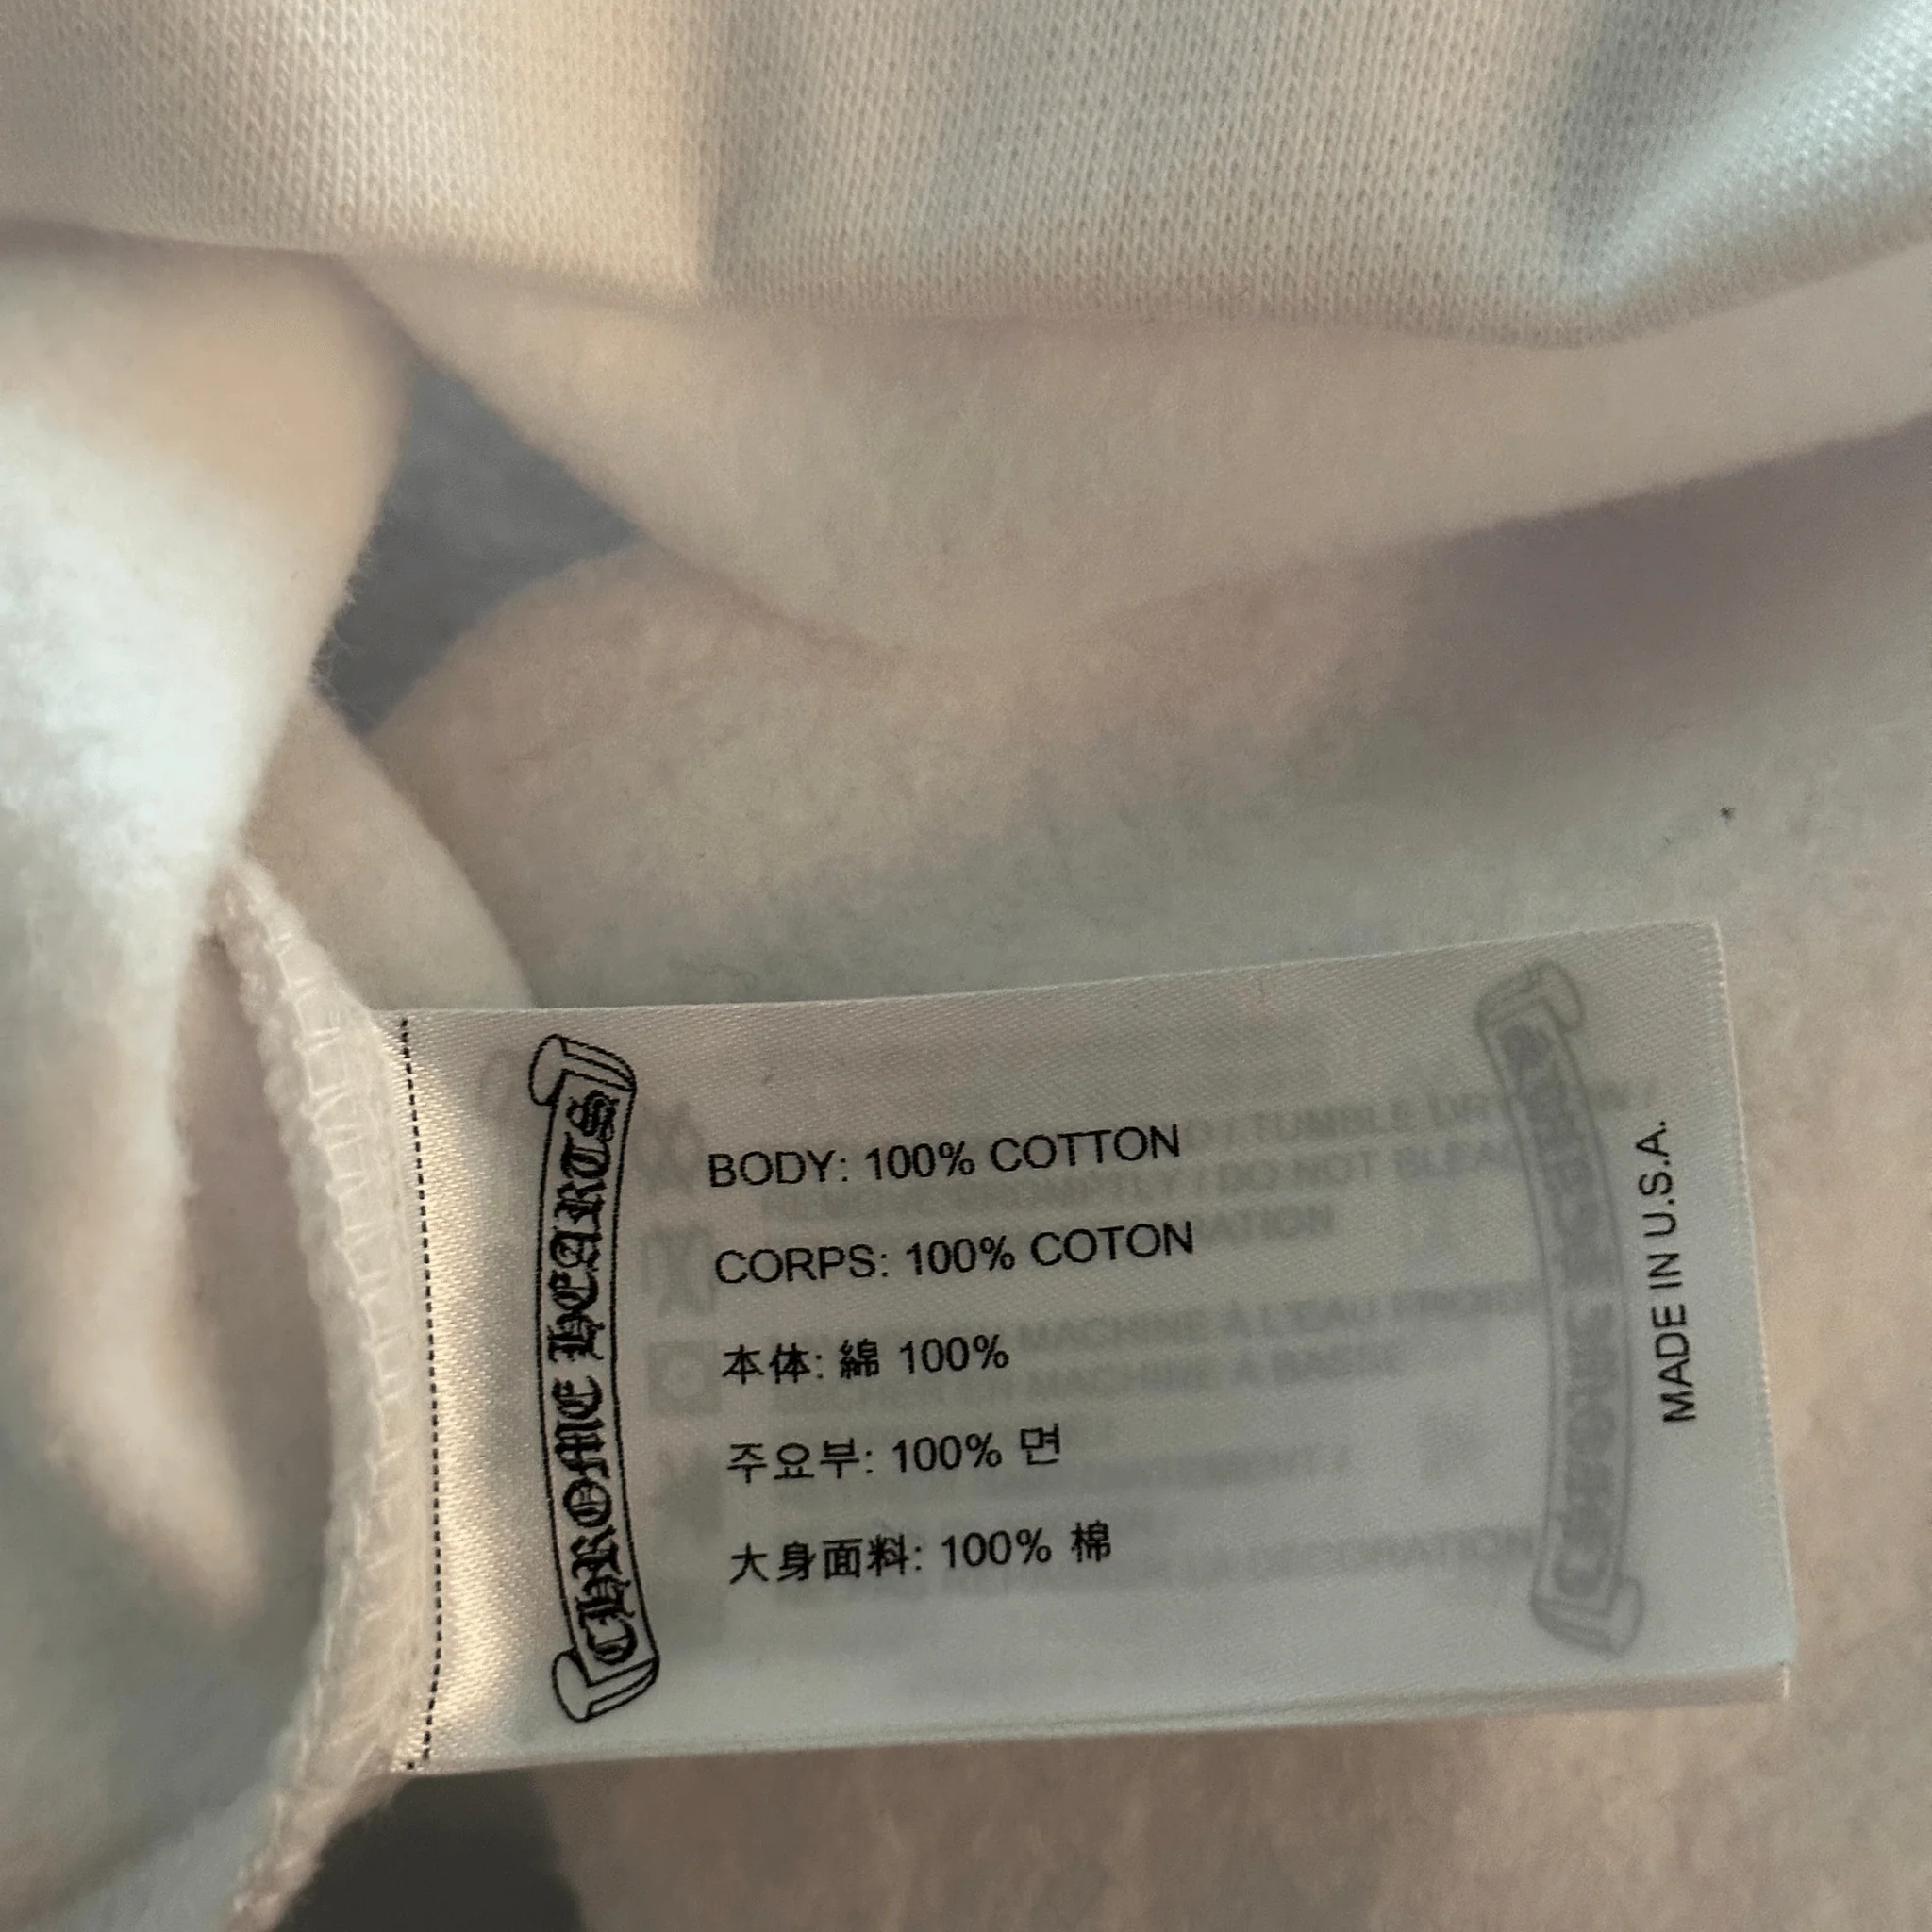 CHROME HEARTS
BODY: 100% COTTON
CORPS: 100% COTON
本体: 綿 100%
주요부: 100% 면
大身面料: 100% 棉
MADE IN U.S.A.